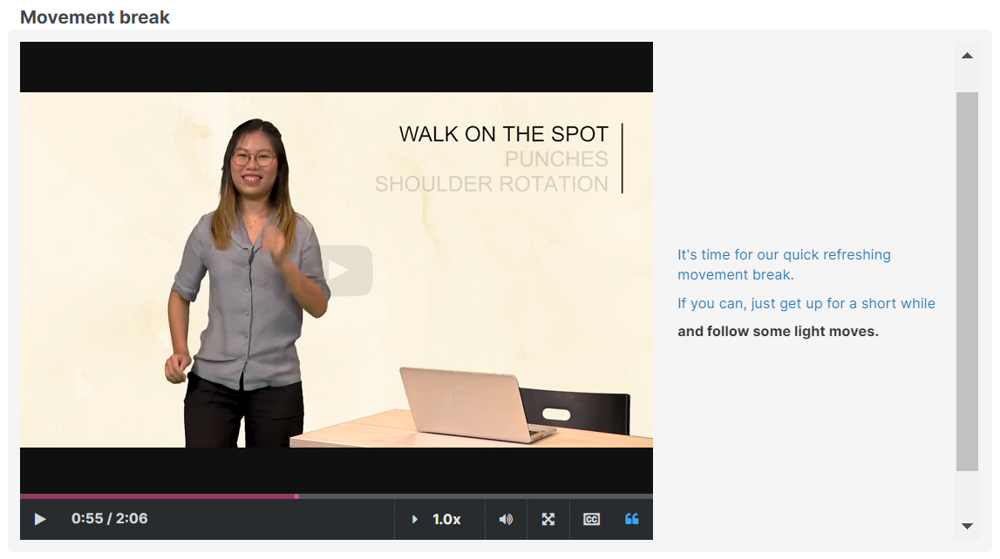 Movement break
WALK ON THE SPOT
PUNCHES
SHOULDER ROTATION
It's time for our quick refreshing
movement break.
If you can, just get up for a short while
and follow some light moves.
0:55 / 2:06
1.0x
CC